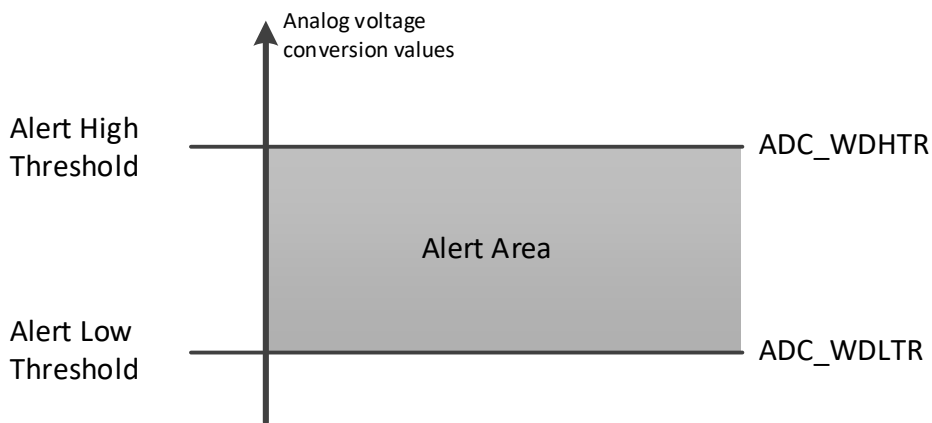 Analog voltage
conversion values
Alert High
Threshold
ADC_WDHTR
Alert Area
Alert Low
Threshold
ADC_WDLTR